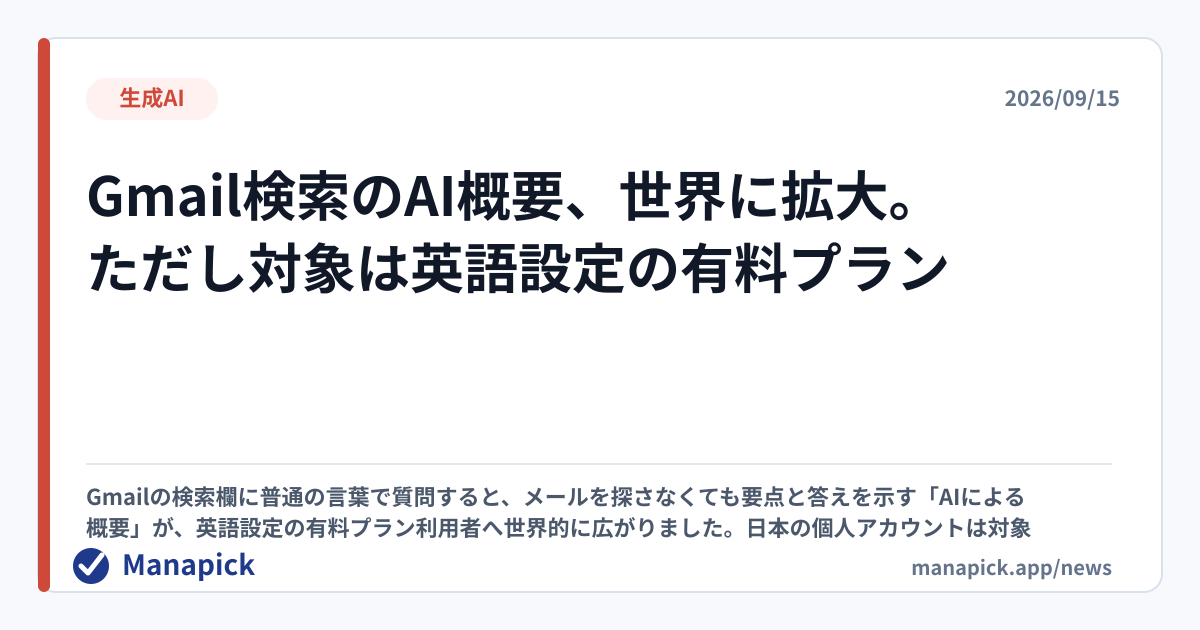 生成AI
2026/09/15
Gmail検索のAI概要、世界に拡大。
ただし対象は英語設定の有料プラン
Gmailの検索欄に普通の言葉で質問すると、メールを探さなくても要点と答えを示す「AIによる
概要」が、英語設定の有料プラン利用者へ世界的に広がりました。日本の個人アカウントは対象
Manapick
manapick.app/news